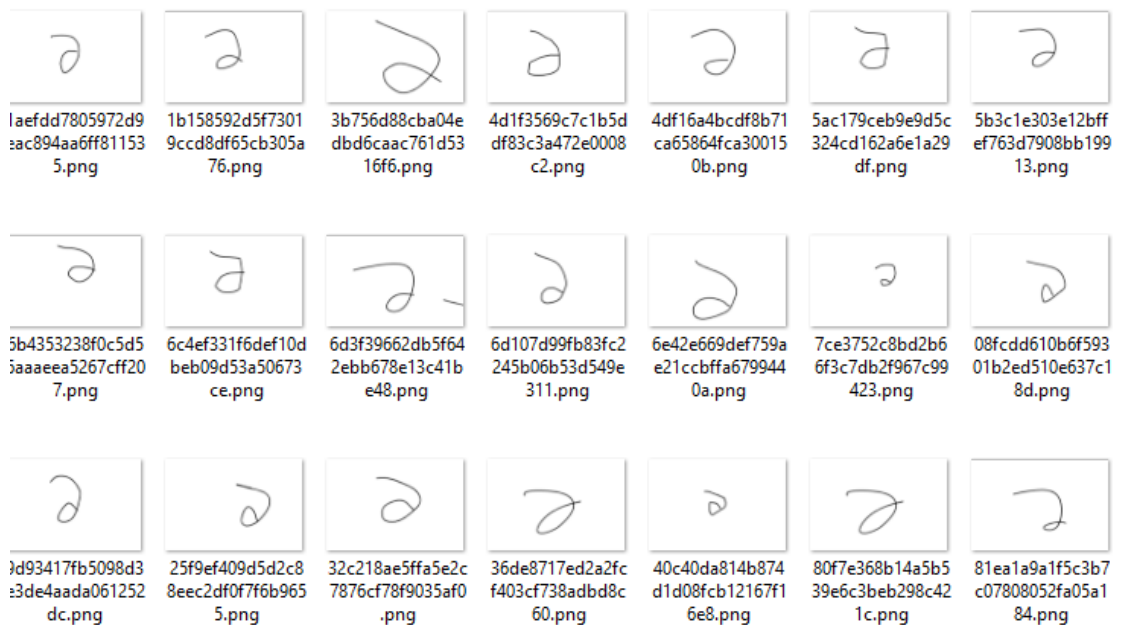 1aefdd7805972d9
eac894aa6ff81153
5.png
1b158592d5f7301
9ccd8df65cb305a
76.png
3b756d88cba04e
dbd6caac761d53
16f6.png
4d1f3569c7c1b5d
df83c3a472e0008
c2.png
4df16a4bcdf8b71
ca65864fca30015
0b.png
5ac179ceb9e9d5c
324cd162a6e1a29
df.png
5b3c1e303e12bff
ef763d7908bb199
13.png
6b4353238f0c5d5
5aaaeea5267cff20
7.png
6c4ef331f6def10d
beb09d53a50673
ce.png
6d3f39662db5f64
2ebb678e13c41b
e48.png
6d107d99fb83fc2
245b06b53d549e
311.png
6e42e669def759a
e21ccbffa679944
0a.png
7ce3752c8bd2b6
6f3c7db2f967c99
423.png
08fcdd610b6f593
01b2ed510e637c1
8d.png
9d93417fb5098d3
e3de4aada061252
dc.png
25f9ef409d5d2c8
8eec2df0f7f6b965
5.png
32c218ae5ffa5e2c
7876cf78f9035af0
.png
36de8717ed2a2fc
f403cf738adbd8c
60.png
40c40da814b874
d1d08fcb12167f1
6e8.png
80f7e368b14a5b5
39e6c3beb298c42
1c.png
81ea1a9a1f5c3b7
c07808052fa05a1
84.png